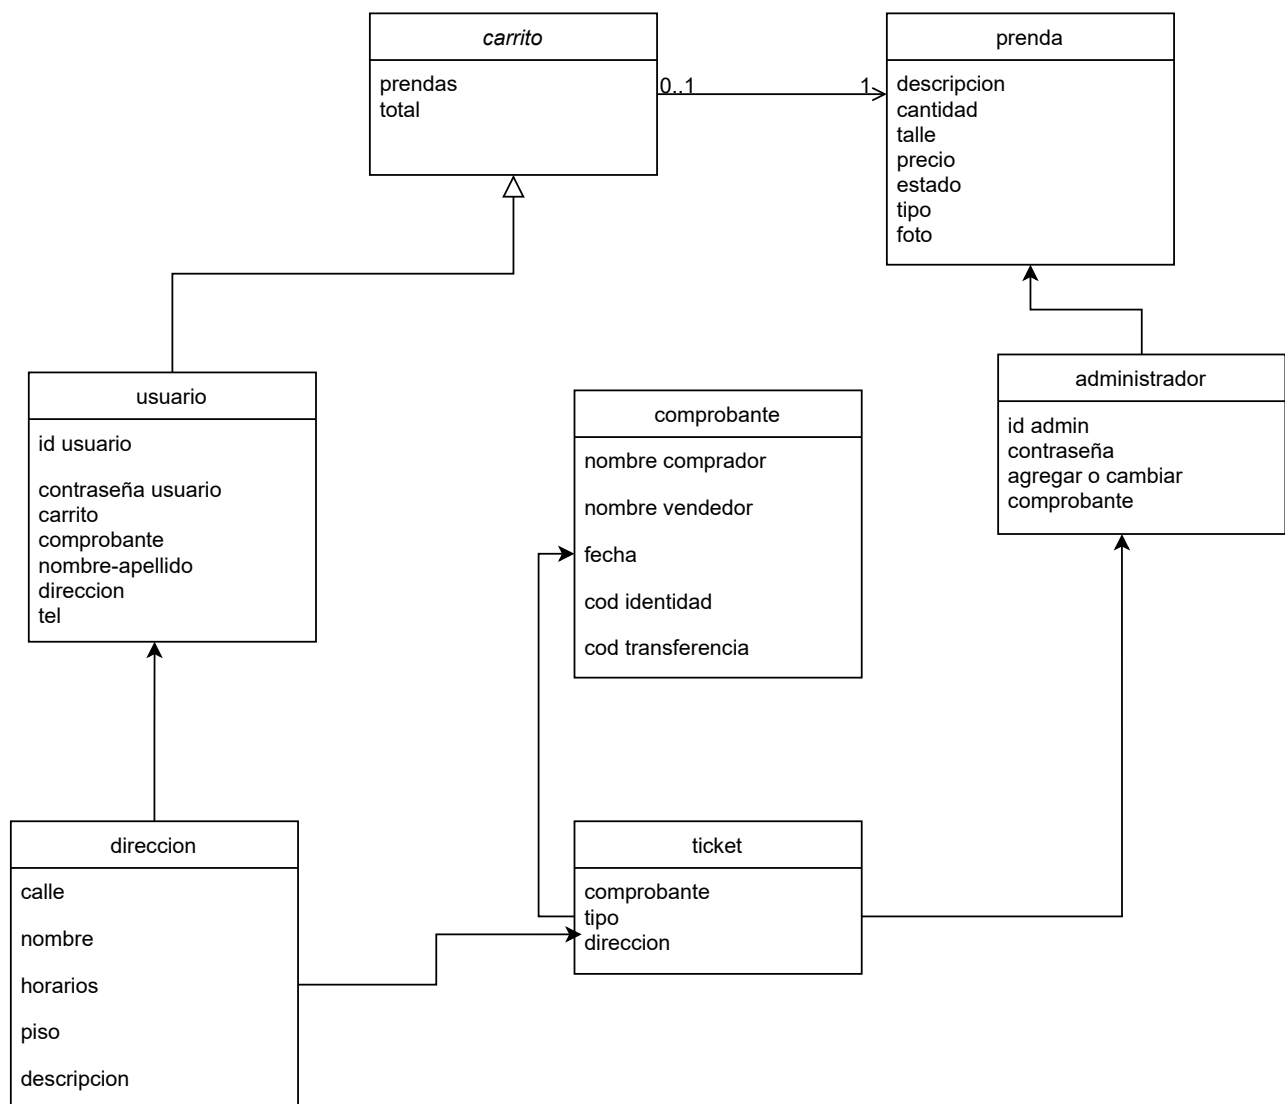 carrito
prendas
total
0..1
1
prenda
descripcion
cantidad
talle
precio
estado
tipo
foto
usuario
id usuario
contraseña usuario
carrito
comprobante
nombre-apellido
direccion
tel
comprobante
nombre comprador
nombre vendedor
fecha
cod identidad
cod transferencia
administrador
id admin
contraseña
agregar o cambiar
comprobante
direccion
calle
nombre
horarios
piso
descripcion
ticket
comprobante
tipo
direccion